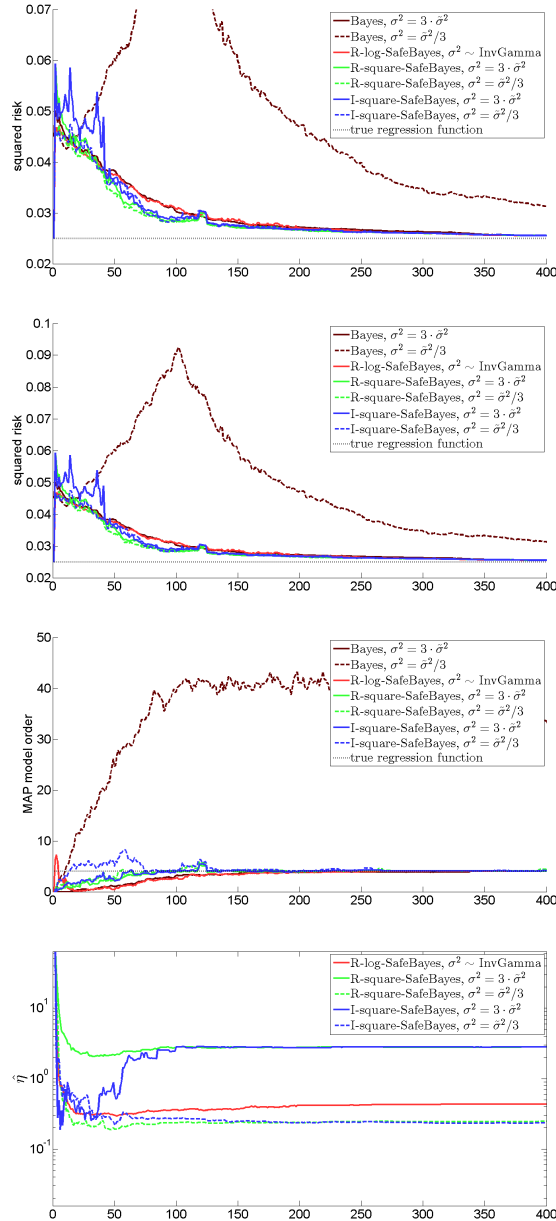 0.07
0.06
0.05
0.04
0.03
0.02
squared risk
0 50 100 150 200 250 300 350 400
Bayes, σ² = 3 · σ̃²
Bayes, σ² = σ̃²/3
R-log-SafeBayes, σ² ∼ InvGamma
R-square-SafeBayes, σ² = 3 · σ̃²
R-square-SafeBayes, σ² = σ̃²/3
I-square-SafeBayes, σ² = 3 · σ̃²
I-square-SafeBayes, σ² = σ̃²/3
true regression function
0.1
0.09
0.08
0.07
0.06
0.05
0.04
0.03
0.02
squared risk
0 50 100 150 200 250 300 350 400
Bayes, σ² = 3 · σ̃²
Bayes, σ² = σ̃²/3
R-log-SafeBayes, σ² ∼ InvGamma
R-square-SafeBayes, σ² = 3 · σ̃²
R-square-SafeBayes, σ² = σ̃²/3
I-square-SafeBayes, σ² = 3 · σ̃²
I-square-SafeBayes, σ² = σ̃²/3
true regression function
50
40
30
20
10
0
MAP model order
0 50 100 150 200 250 300 350 400
Bayes, σ² = 3 · σ̃²
Bayes, σ² = σ̃²/3
R-log-SafeBayes, σ² ∼ InvGamma
R-square-SafeBayes, σ² = 3 · σ̃²
R-square-SafeBayes, σ² = σ̃²/3
I-square-SafeBayes, σ² = 3 · σ̃²
I-square-SafeBayes, σ² = σ̃²/3
true regression function
10¹
10⁰
10⁻¹
η̂
0 50 100 150 200 250 300 350 400
R-log-SafeBayes, σ² ∼ InvGamma
R-square-SafeBayes, σ² = 3 · σ̃²
R-square-SafeBayes, σ² = σ̃²/3
I-square-SafeBayes, σ² = 3 · σ̃²
I-square-SafeBayes, σ² = σ̃²/3